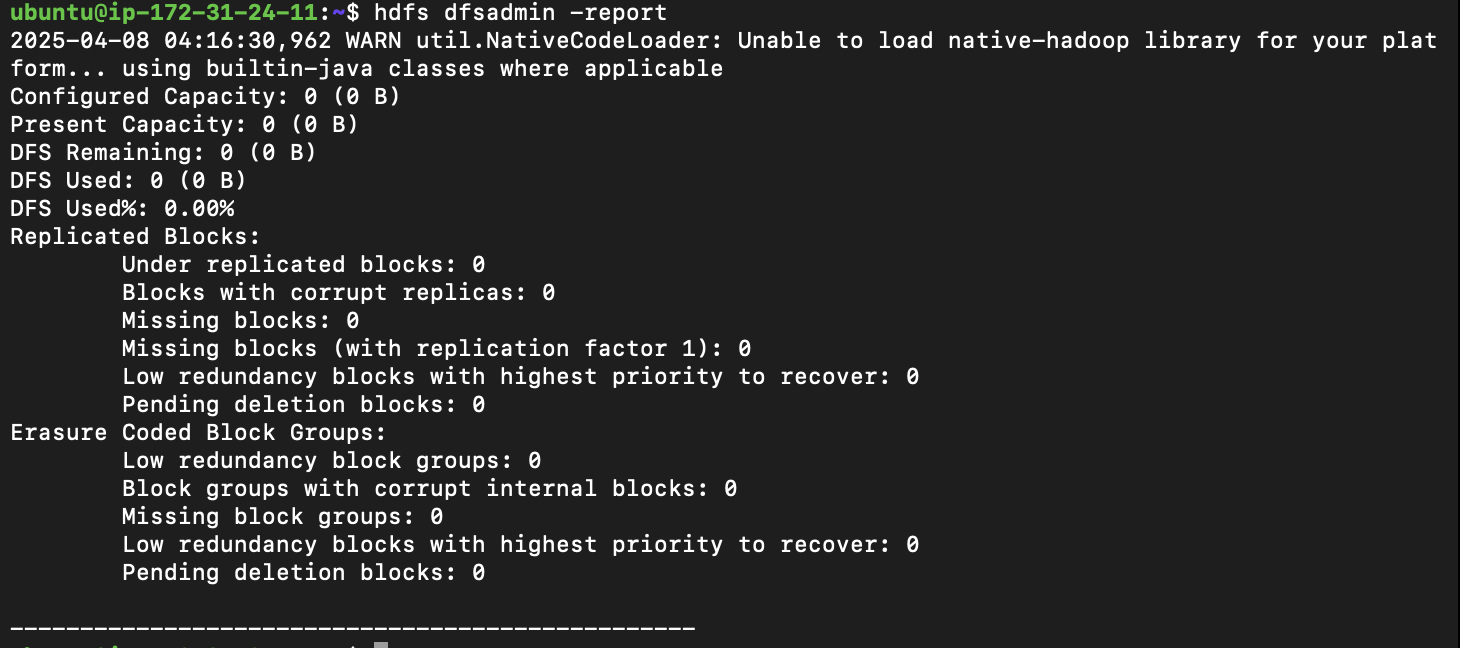 ubuntu@ip-172-31-24-11:~$ hdfs dfsadmin -report
2025-04-08 04:16:30,962 WARN util.NativeCodeLoader: Unable to load native-hadoop library for your plat
form... using builtin-java classes where applicable
Configured Capacity: 0 (0 B)
Present Capacity: 0 (0 B)
DFS Remaining: 0 (0 B)
DFS Used: 0 (0 B)
DFS Used%: 0.00%
Replicated Blocks:
	Under replicated blocks: 0
	Blocks with corrupt replicas: 0
	Missing blocks: 0
	Missing blocks (with replication factor 1): 0
	Low redundancy blocks with highest priority to recover: 0
	Pending deletion blocks: 0
Erasure Coded Block Groups:
	Low redundancy block groups: 0
	Block groups with corrupt internal blocks: 0
	Missing block groups: 0
	Low redundancy blocks with highest priority to recover: 0
	Pending deletion blocks: 0

-------------------------------------------------